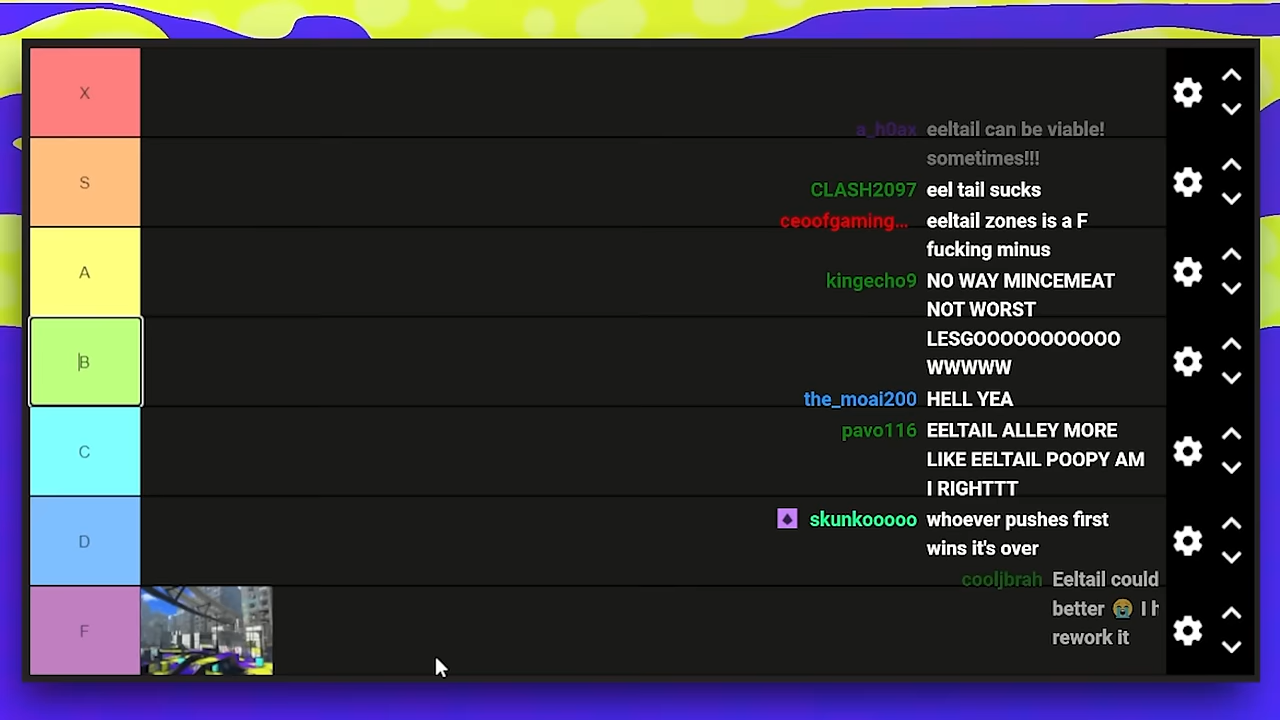 X
S
A
B
C
D
F
a_h0ax eeltail can be viable!
sometimes!!!
CLASH2097 eel tail sucks
ceoofgaming... eeltail zones is a F
fucking minus
kingecho9 NO WAY MINCEMEAT
NOT WORST
LESGOOOOOOOOOOO
WWWWW
the_moai200 HELL YEA
pavo116 EELTAIL ALLEY MORE
LIKE EELTAIL POOPY AM
I RIGHTTT
skunkooooo whoever pushes first
wins it's over
cooljbrah Eeltail could
better 😭 I h
rework it